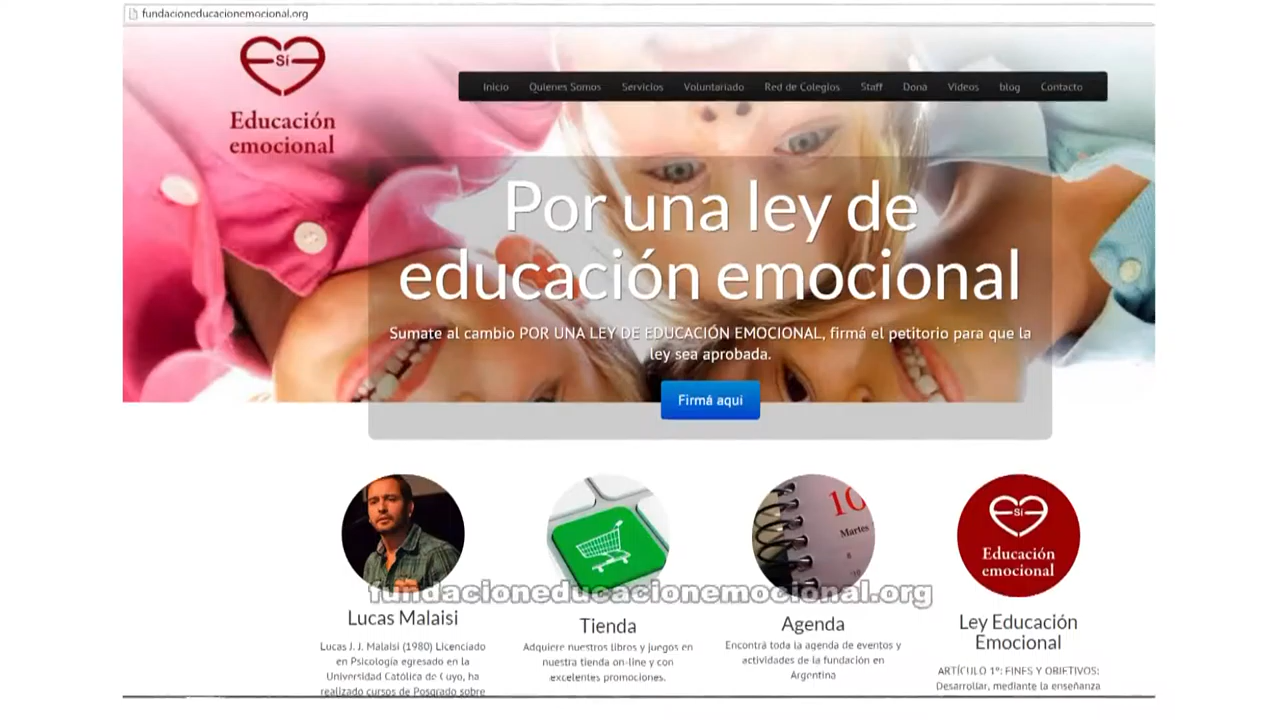 fundacioneducacionemocional.org
Sí
Educación
emocional
Inicio Quienes Somos Servicios Voluntariado Red de Colegios Staff Doná Videos blog Contacto
Por una ley de
educación emocional
Sumate al cambio POR UNA LEY DE EDUCACIÓN EMOCIONAL, firmá el petitorio para que la
ley sea aprobada.
Firmá aqui
10
Martes
8
Sí
Educación
emocional
fundacioneducacionemocional.org
Lucas Malaisi
Lucas J. J. Malaisi (1980) Licenciado
en Psicología egresado en la
Universidad Católica de Cuyo, ha
realizado cursos de Posgrado sobre
Tienda
Adquiere nuestros libros y juegos en
nuestra tienda on-line y con
excelentes promociones.
Agenda
Encontrá toda la agenda de eventos y
actividades de la fundación en
Argentina
Ley Educación
Emocional
ARTÍCULO 1º: FINES Y OBJETIVOS:
Desarrollar, mediante la enseñanza